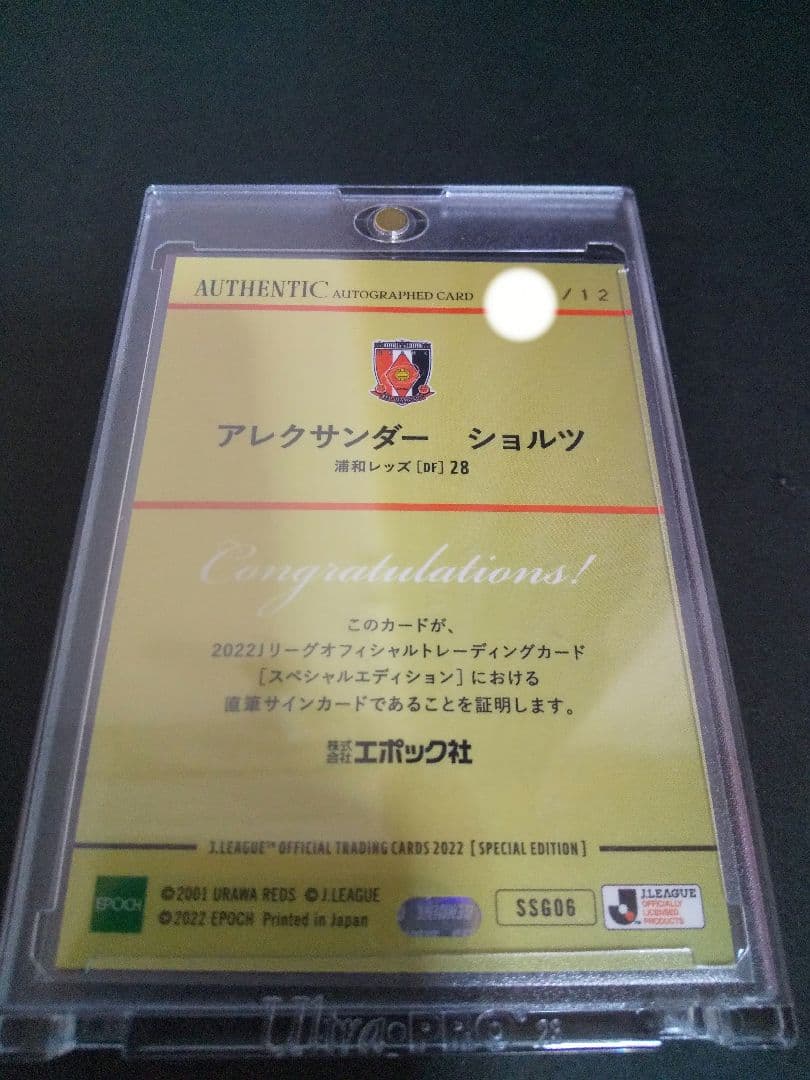 AUTHENTIC AUTOGRAPHED CARD /12
アレクサンダー ショルツ
浦和レッズ [DF] 28
Congratulations!
このカードが、
2022Jリーグオフィシャルトレーディングカード
[スペシャルエディション]における
直筆サインカードであることを証明します。
株式会社エポック社
J.LEAGUE™ OFFICIAL TRADING CARDS 2022 [SPECIAL EDITION]
EPOCH
©2001 URAWA REDS ©J.LEAGUE
©2022 EPOCH Printed in Japan
SSG06
J.LEAGUE
OFFICIALLY
LICENSED
PRODUCTS
Ultra PRO